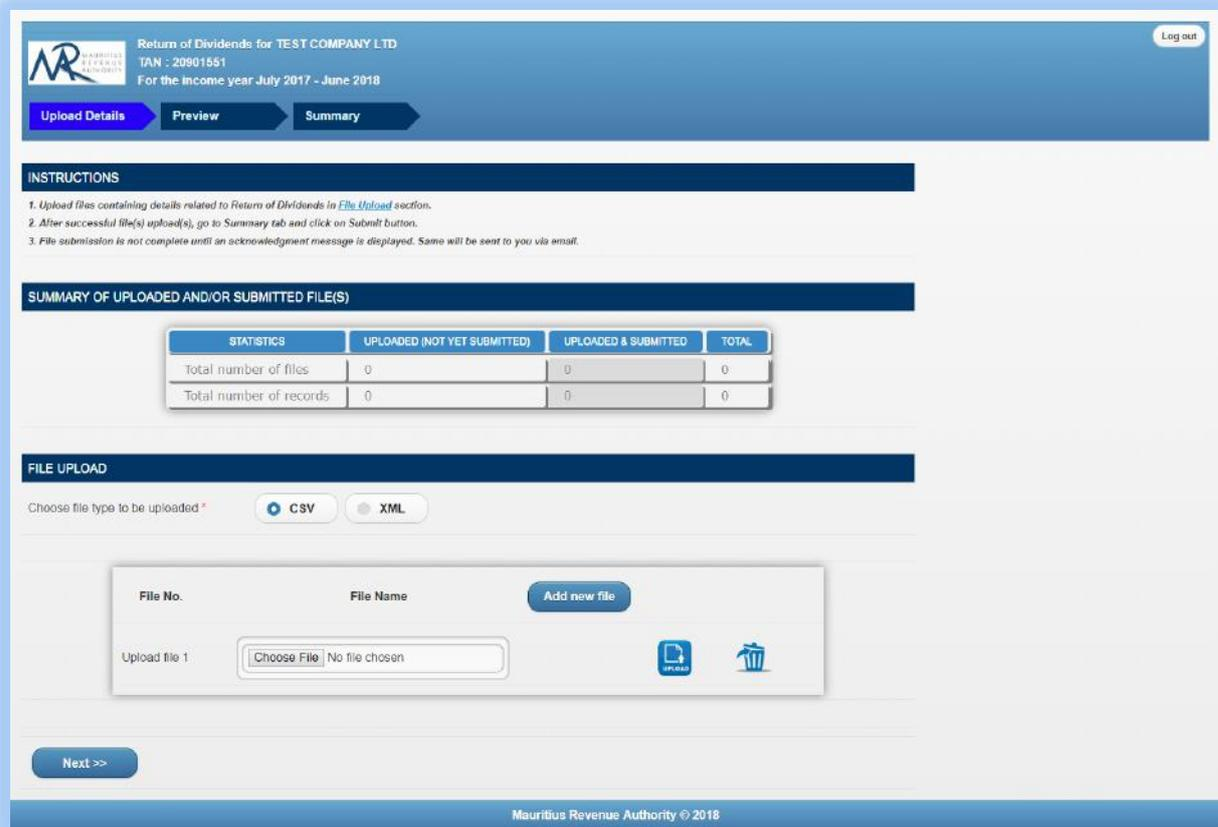 Return of Dividends for TEST COMPANY LTD
Log out
MR MAURITIUS REVENUE AUTHORITY
TAN : 20901551
For the income year July 2017 - June 2018
Upload Details Preview Summary
INSTRUCTIONS
1. Upload files containing details related to Return of Dividends in File Upload section.
2. After successful file(s) upload(s), go to Summary tab and click on Submit button.
3. File submission is not complete until an acknowledgment message is displayed. Same will be sent to you via email.
SUMMARY OF UPLOADED AND/OR SUBMITTED FILE(S)
STATISTICS UPLOADED (NOT YET SUBMITTED) UPLOADED & SUBMITTED TOTAL
Total number of files 0 0 0
Total number of records 0 0 0
FILE UPLOAD
Choose file type to be uploaded * CSV XML
File No. File Name Add new file
Upload file 1 Choose File No file chosen UPLOAD
Next >>
Mauritius Revenue Authority © 2018